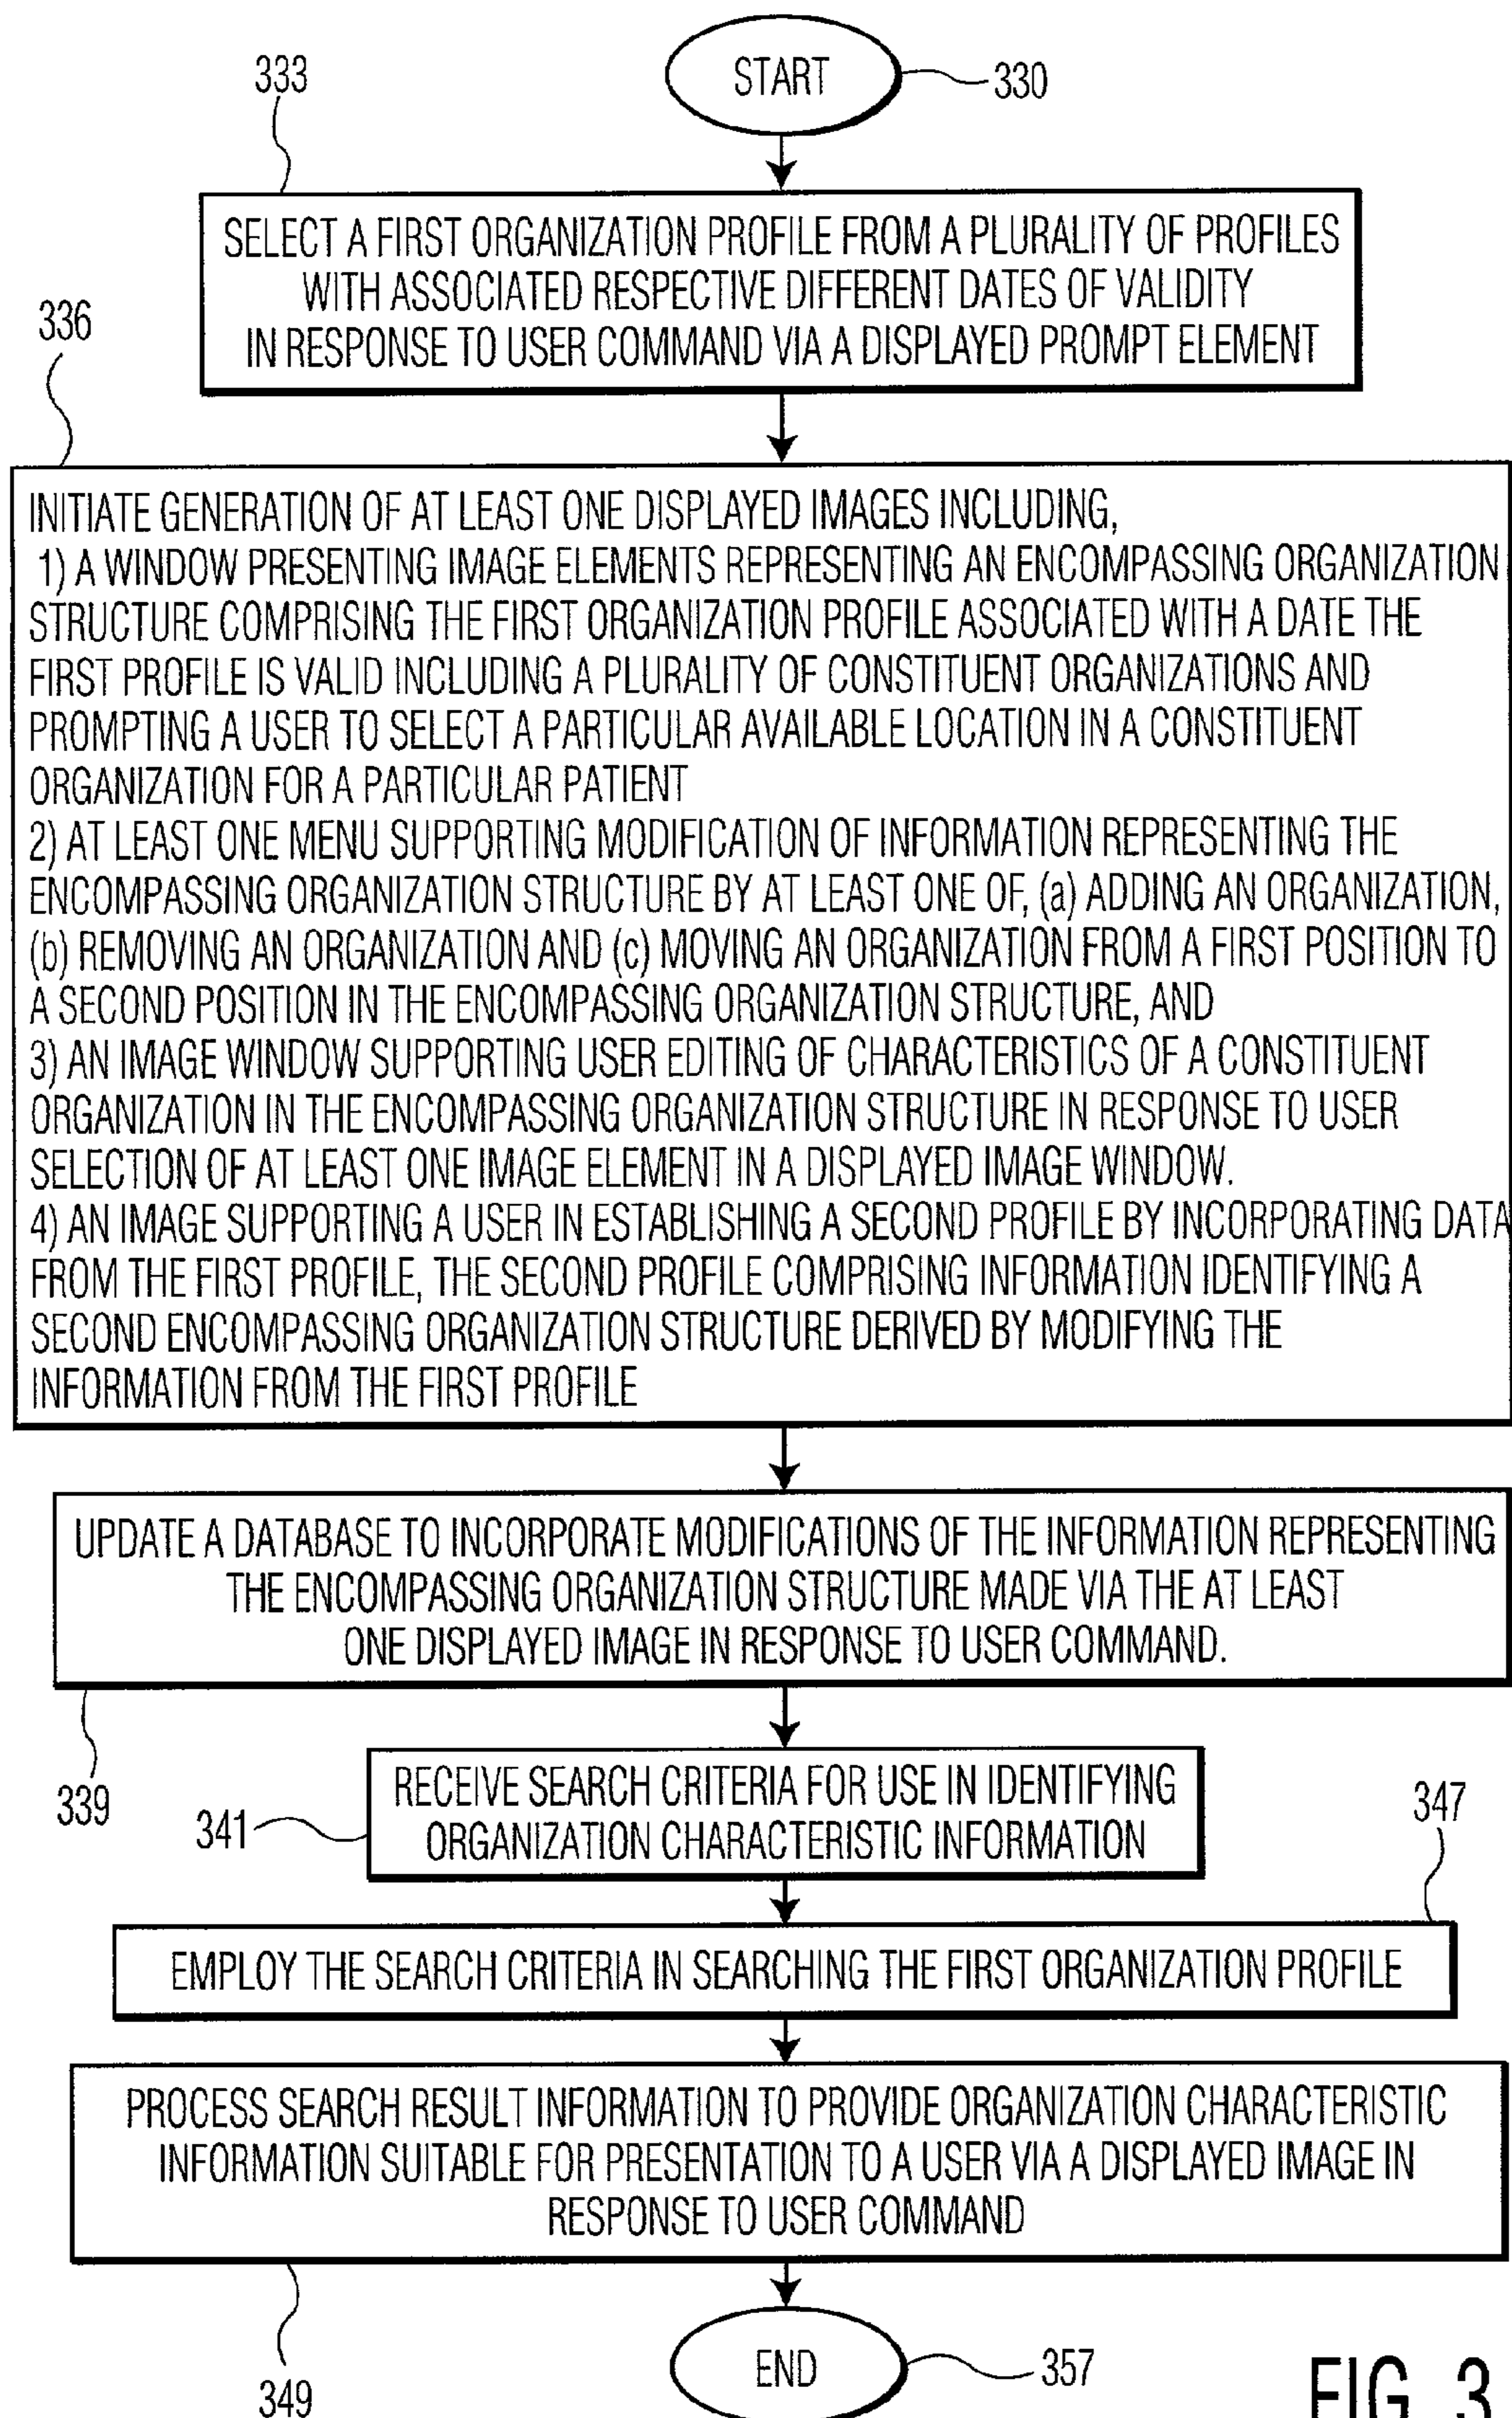 START
330
333
SELECT A FIRST ORGANIZATION PROFILE FROM A PLURALITY OF PROFILES
WITH ASSOCIATED RESPECTIVE DIFFERENT DATES OF VALIDITY
IN RESPONSE TO USER COMMAND VIA A DISPLAYED PROMPT ELEMENT
336
INITIATE GENERATION OF AT LEAST ONE DISPLAYED IMAGES INCLUDING,
1) A WINDOW PRESENTING IMAGE ELEMENTS REPRESENTING AN ENCOMPASSING ORGANIZATION
STRUCTURE COMPRISING THE FIRST ORGANIZATION PROFILE ASSOCIATED WITH A DATE THE
FIRST PROFILE IS VALID INCLUDING A PLURALITY OF CONSTITUENT ORGANIZATIONS AND
PROMPTING A USER TO SELECT A PARTICULAR AVAILABLE LOCATION IN A CONSTITUENT
ORGANIZATION FOR A PARTICULAR PATIENT
2) AT LEAST ONE MENU SUPPORTING MODIFICATION OF INFORMATION REPRESENTING THE
ENCOMPASSING ORGANIZATION STRUCTURE BY AT LEAST ONE OF, (a) ADDING AN ORGANIZATION,
(b) REMOVING AN ORGANIZATION AND (c) MOVING AN ORGANIZATION FROM A FIRST POSITION TO
A SECOND POSITION IN THE ENCOMPASSING ORGANIZATION STRUCTURE, AND
3) AN IMAGE WINDOW SUPPORTING USER EDITING OF CHARACTERISTICS OF A CONSTITUENT
ORGANIZATION IN THE ENCOMPASSING ORGANIZATION STRUCTURE IN RESPONSE TO USER
SELECTION OF AT LEAST ONE IMAGE ELEMENT IN A DISPLAYED IMAGE WINDOW.
4) AN IMAGE SUPPORTING A USER IN ESTABLISHING A SECOND PROFILE BY INCORPORATING DATA
FROM THE FIRST PROFILE, THE SECOND PROFILE COMPRISING INFORMATION IDENTIFYING A
SECOND ENCOMPASSING ORGANIZATION STRUCTURE DERIVED BY MODIFYING THE
INFORMATION FROM THE FIRST PROFILE
UPDATE A DATABASE TO INCORPORATE MODIFICATIONS OF THE INFORMATION REPRESENTING
THE ENCOMPASSING ORGANIZATION STRUCTURE MADE VIA THE AT LEAST
ONE DISPLAYED IMAGE IN RESPONSE TO USER COMMAND.
339
341
RECEIVE SEARCH CRITERIA FOR USE IN IDENTIFYING
ORGANIZATION CHARACTERISTIC INFORMATION
347
EMPLOY THE SEARCH CRITERIA IN SEARCHING THE FIRST ORGANIZATION PROFILE
PROCESS SEARCH RESULT INFORMATION TO PROVIDE ORGANIZATION CHARACTERISTIC
INFORMATION SUITABLE FOR PRESENTATION TO A USER VIA A DISPLAYED IMAGE IN
RESPONSE TO USER COMMAND
349
END
357
FIG. 3